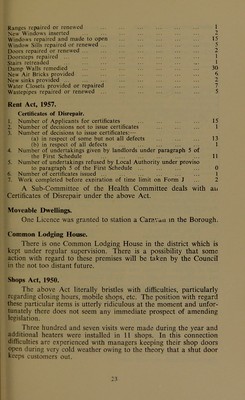 Ranges repaired or renewed ... 1
New Windows inserted ... 2
Windows repaired and made to open ... 15
Window Sills repaired or renewed ... 5
Doors repaired or renewed ... 2
Doorsteps repaired ... 1
Stairs retreaded ... 1
Damp Walls remedied ... 30
New Air Bricks provided ... 6
New sinks provided ... 2
Water Closets provided or repaired ... 7
Wastepipes repaired or renewed ... 5
Rent Act, 1957.
Certificates of Disrepair.
1. Number of Applicants for certificates ... 15
2. Number of decisions not to issue certificates ... 1
3. Number of decisions to issue certificates:—
(a) in respect of some but not all defects ... 13
(b) in respect of all defects ... 1
4. Number of undertakings given by landlords under paragraph 5 of
the First Schedule ... 11
5. Number of undertakings refused by Local Authority under proviso
to paragraph 5 of the First Schedule ... 0
6. Number of certificates issued ... 1
7. Work completed before expiration of time limit on Form J ... 2
A Sub-Committee of the Health Committee deals with all
Certificates of Disrepair under the above Act.
Moveable Dwellings.
One Licence was granted to station a Caravan in the Borough.
Common Lodging House.
There is one Common Lodging House in the district which is
kept under regular supervision. There is a possibility that some
action with regard to these premises will be taken by the Council
in the not too distant future.
Shops Act, 1950.
The above Act literally bristles with difficulties, particularly
regarding closing hours, mobile shops, etc. The position with regard
these particular items is utterly ridiculous at the moment and unfor-
tunately there does not seem any immediate prospect of amending
legislation.
Three hundred and seven visits were made during the year and
additional heaters were installed in 11 shops. In this connection
difficulties are experienced with managers keeping their shop doors
open during very cold weather owing to the theory that a shut door
keeps customers out.